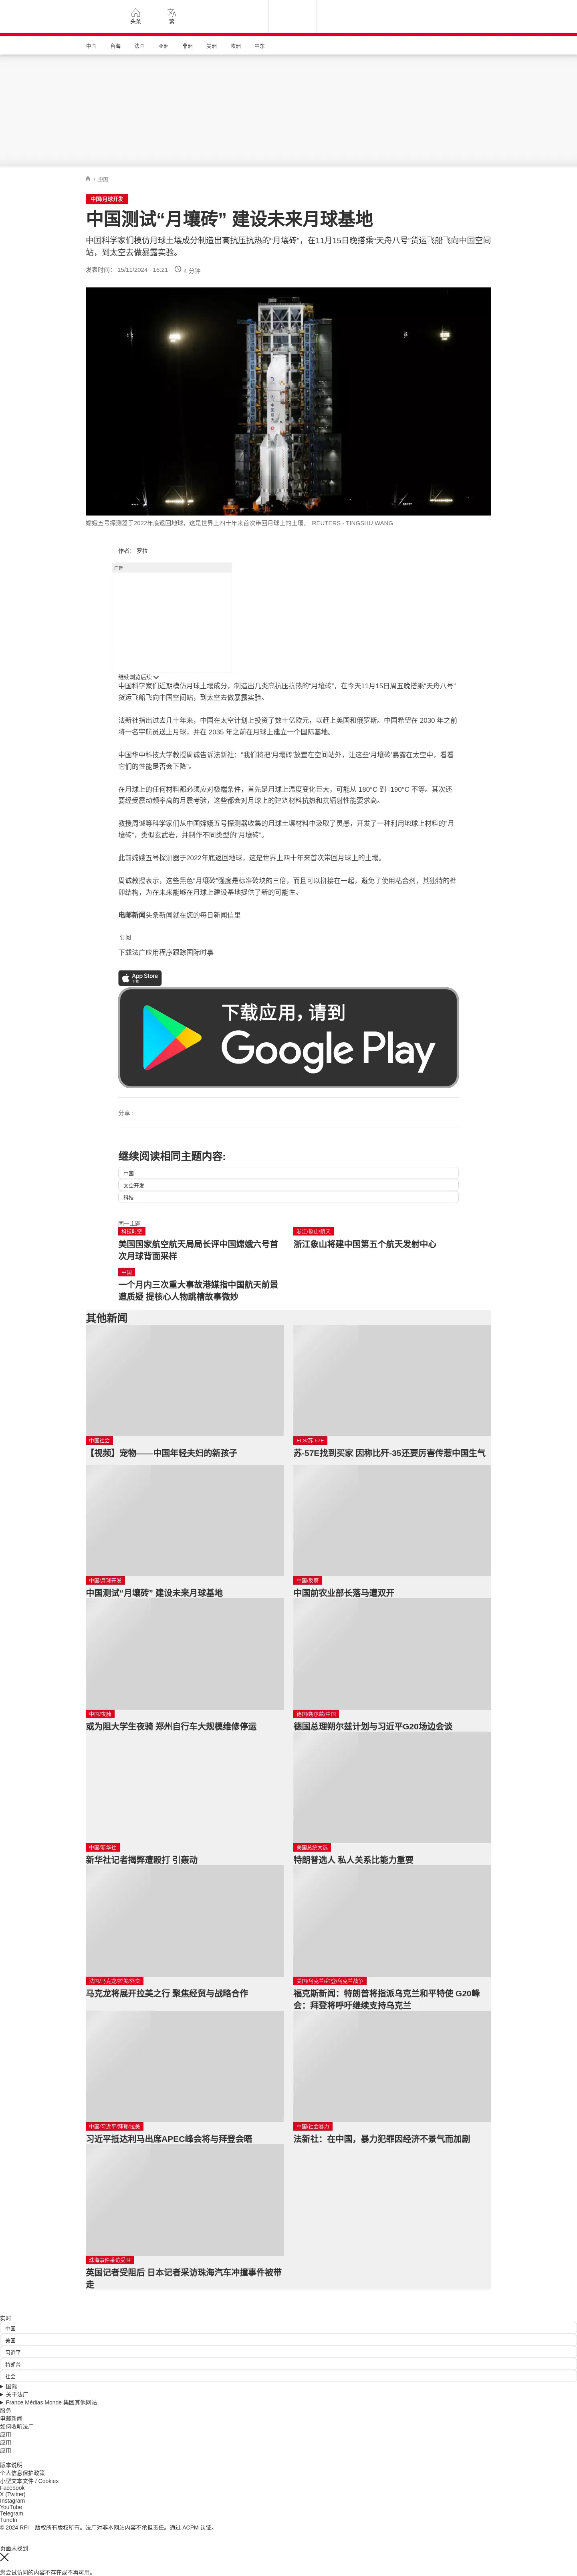 头条
繁
中国
台海
法国
亚洲
非洲
美洲
欧洲
中东
/ 中国
中国/月球开发
中国测试“月壤砖” 建设未来月球基地
中国科学家们模仿月球土壤成分制造出高抗压抗热的“月壤砖”，在11月15日晚搭乘“天舟八号”货运飞船飞向中国空间
站，到太空去做暴露实验。
发表时间： 15/11/2024 - 16:21
4 分钟
嫦娥五号探测器于2022年底返回地球，这是世界上四十年来首次带回月球上的土壤。 REUTERS - TINGSHU WANG
作者： 罗拉
广告
继续浏览后续
中国科学家们近期模仿月球土壤成分，制造出几类高抗压抗热的“月壤砖”，在今天11月15日周五晚搭乘“天舟八号”
货运飞船飞向中国空间站，到太空去做暴露实验。
法新社指出过去几十年来，中国在太空计划上投资了数十亿欧元，以赶上美国和俄罗斯。中国希望在 2030 年之前
将一名宇航员送上月球，并在 2035 年之前在月球上建立一个国际基地。
中国华中科技大学教授周诚告诉法新社：“我们将把‘月壤砖’放置在空间站外，让这些‘月壤砖’暴露在太空中，看看
它们的性能是否会下降”。
在月球上的任何材料都必须应对极端条件，首先是月球上温度变化巨大，可能从 180°C 到 -190°C 不等。其次还
要经受震动频率高的月震考验，这些都会对月球上的建筑材料抗热和抗辐射性能要求高。
教授周诚等科学家们从中国嫦娥五号探测器收集的月球土壤材料中汲取了灵感，开发了一种利用地球上材料的“月
壤砖”，类似玄武岩，并制作不同类型的“月壤砖”。
此前嫦娥五号探测器于2022年底返回地球，这是世界上四十年来首次带回月球上的土壤。
周诚教授表示，这些黑色“月壤砖”强度是标准砖块的三倍，而且可以拼接在一起，避免了使用粘合剂，其独特的榫
卯结构，为在未来能够在月球上建设基地提供了新的可能性。
电邮新闻头条新闻就在您的每日新闻信里
订阅
下载法广应用程序跟踪国际时事
App Store
下载
下载应用，请到
Google Play
分享 :
继续阅读相同主题内容:
中国
太空开发
科技
同一主题
科技时空
美国国家航空航天局局长评中国嫦娥六号首
次月球背面采样
浙江/象山/航天
浙江象山将建中国第五个航天发射中心
中国
一个月内三次重大事故港媒指中国航天前景
遭质疑 提核心人物跳槽故事微妙
其他新闻
中国社会
【视频】宠物——中国年轻夫妇的新孩子
歼35/苏-57E
苏-57E找到买家 因称比歼-35还要厉害传惹中国生气
中国/月球开发
中国测试“月壤砖” 建设未来月球基地
中国/反腐
中国前农业部长落马遭双开
中国/夜骑
或为阻大学生夜骑 郑州自行车大规模维修停运
德国/朔尔茲/中国
德国总理朔尔兹计划与习近平G20场边会谈
中国/新华社
新华社记者揭弊遭殴打 引轰动
美国总统大选
特朗普选人 私人关系比能力重要
法国/马克龙/拉美/外交
马克龙将展开拉美之行 聚焦经贸与战略合作
美国/乌克兰/拜登/乌克兰战争
福克斯新闻：特朗普将指派乌克兰和平特使 G20峰
会：拜登将呼吁继续支持乌克兰
中国/习近平/拜登/拉美
习近平抵达利马出席APEC峰会将与拜登会晤
中国/社会暴力
法新社：在中国，暴力犯罪因经济不景气而加剧
珠海事件采访受阻
英国记者受阻后 日本记者采访珠海汽车冲撞事件被带
走
实时
中国
美国
习近平
特朗普
社会
国际
关于法广
France Médias Monde 集团其他网站
服务
电邮新闻
如何收听法广
应用
应用
应用
版本说明
个人信息保护政策
小型文本文件 / Cookies
Facebook
X (Twitter)
Instagram
YouTube
Telegram
TuneIn
© 2024 RFI – 版权所有版权所有。法广对非本网站内容不承担责任。通过 ACPM 认证。
页面未找到
您尝试访问的内容不存在或不再可用。